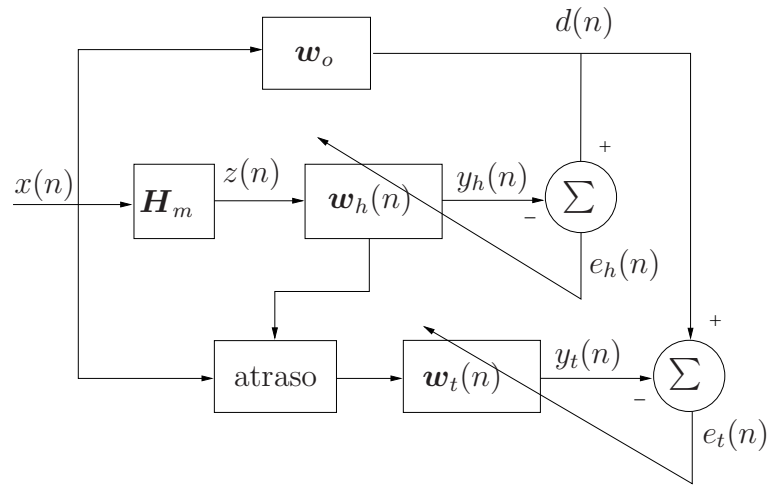 d(n)
w_o
+
x(n)
H_m
z(n)
w_h(n)
y_h(n)
−
∑
e_h(n)
+
atraso
w_t(n)
y_t(n)
−
∑
e_t(n)